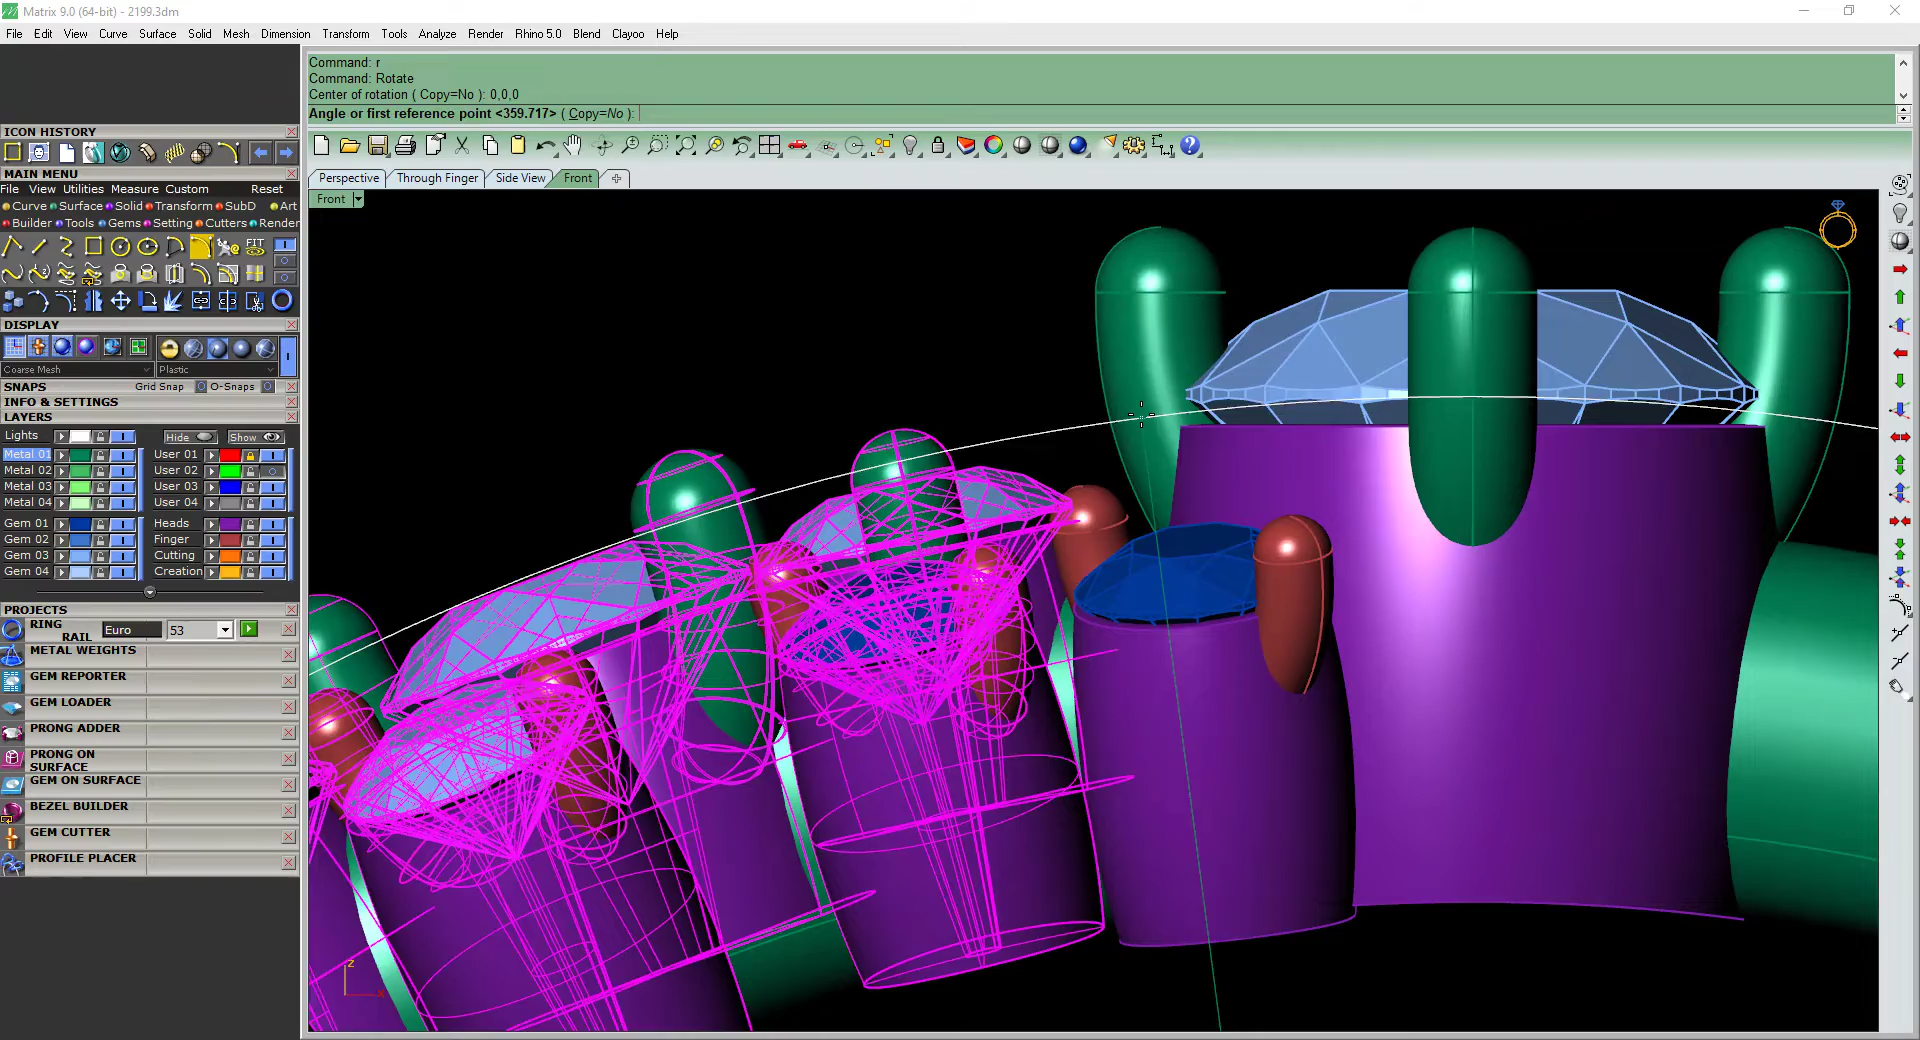 Matrix 9.0 (64-bit) - 2199.3dm
File Edit View Curve Surface Solid Mesh Dimension Transform Tools Analyze Render Rhino 5.0 Blend Clayoo Help
Command: r
Command: Rotate
Center of rotation ( Copy=No ): 0,0,0
Angle or first reference point <359.717> ( Copy=No ):
ICON HISTORY
MAIN MENU
File View Utilities Measure Custom Reset
Curve Surface Solid Transform SubD Art
Builder Tools Gems Setting Cutters Render
FIT
DISPLAY
Coarse Mesh Plastic
SNAPS Grid Snap O-Snaps
INFO & SETTINGS
LAYERS
Lights Hide Show
Metal 01 User 01
Metal 02 User 02
Metal 03 User 03
Metal 04 User 04
Gem 01 Heads
Gem 02 Finger
Gem 03 Cutting
Gem 04 Creation
PROJECTS
RING RAIL Euro 53
METAL WEIGHTS
GEM REPORTER
GEM LOADER
PRONG ADDER
PRONG ON SURFACE
GEM ON SURFACE
BEZEL BUILDER
GEM CUTTER
PROFILE PLACER
Perspective Through Finger Side View Front
Front
z
x